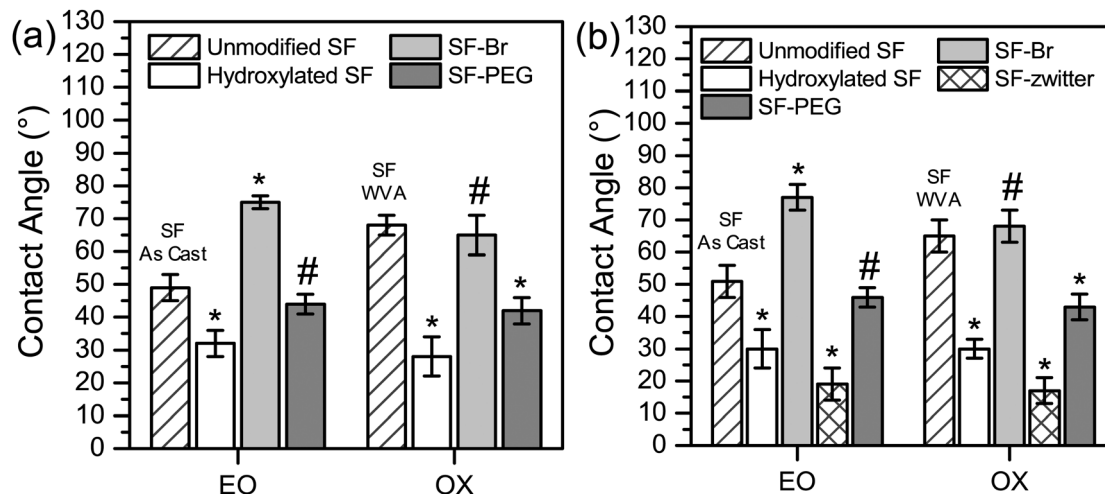 (a)
Contact Angle (°)
130
120
110
100
90
80
70
60
50
40
30
20
10
0
Unmodified SF
SF-Br
Hydroxylated SF
SF-PEG
SF
As Cast
*
*
#
SF
WVA
*
#
*
EO
OX
(b)
Contact Angle (°)
130
120
110
100
90
80
70
60
50
40
30
20
10
0
Unmodified SF
SF-Br
Hydroxylated SF
SF-zwitter
SF-PEG
SF
As Cast
*
*
*
#
SF
WVA
*
#
*
*
EO
OX